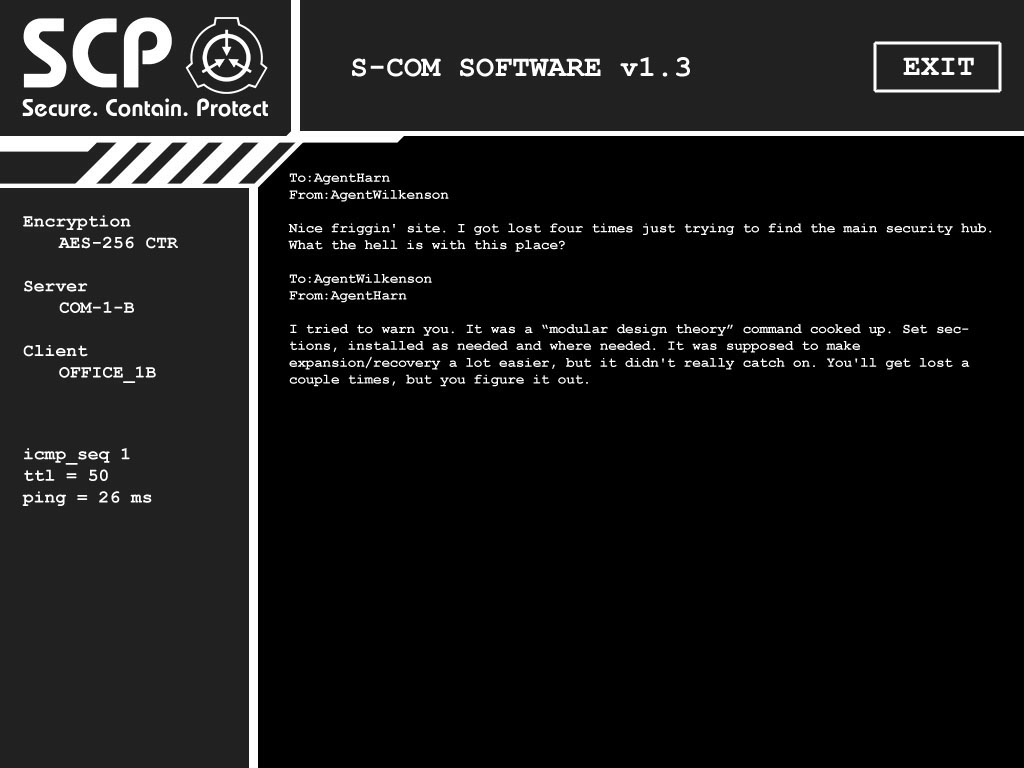 SCP
Secure. Contain. Protect
S-COM SOFTWARE v1.3
EXIT
Encryption
AES-256 CTR
Server
COM-1-B
Client
OFFICE_1B
icmp_seq 1
ttl = 50
ping = 26 ms
To:AgentHarn
From:AgentWilkenson
Nice friggin' site. I got lost four times just trying to find the main security hub.
What the hell is with this place?
To:AgentWilkenson
From:AgentHarn
I tried to warn you. It was a “modular design theory” command cooked up. Set sec-
tions, installed as needed and where needed. It was supposed to make
expansion/recovery a lot easier, but it didn't really catch on. You'll get lost a
couple times, but you figure it out.